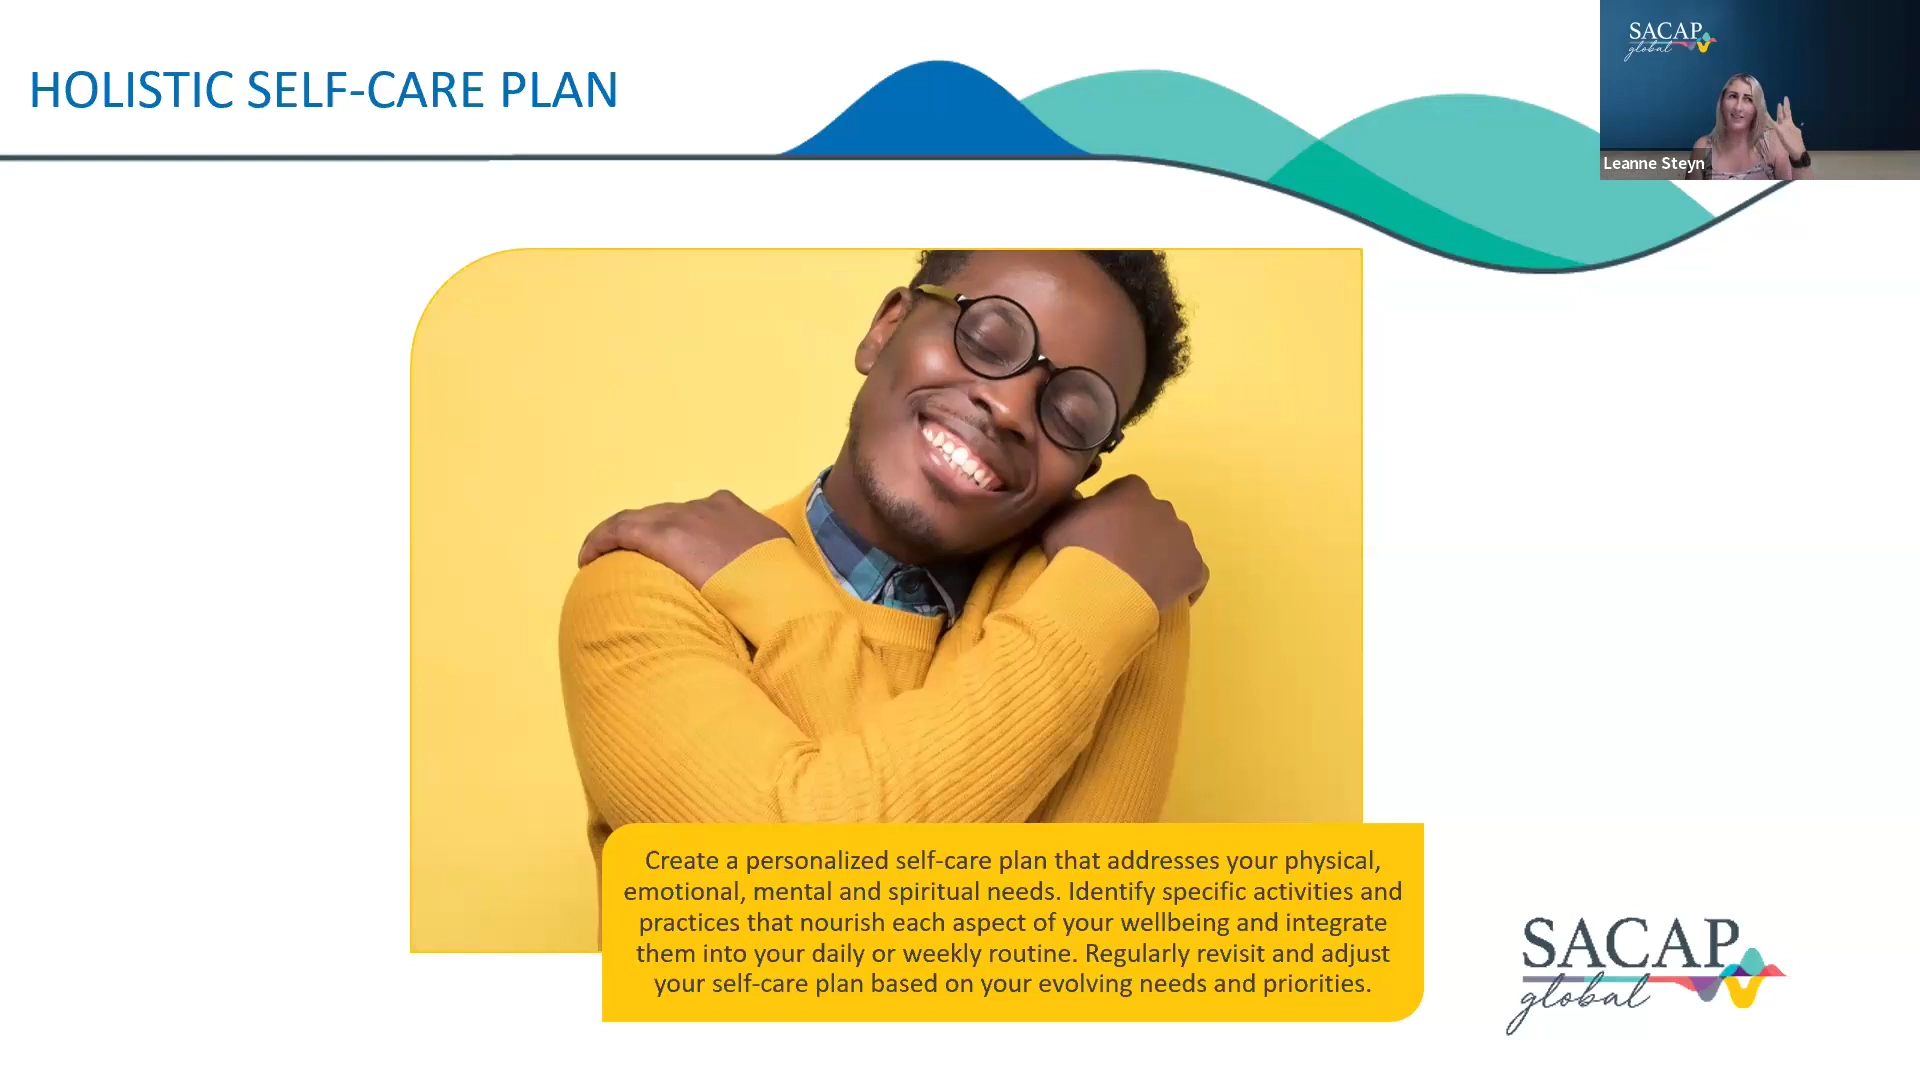 HOLISTIC SELF-CARE PLAN
SACAP
global
Leanne Steyn
Create a personalized self-care plan that addresses your physical,
emotional, mental and spiritual needs. Identify specific activities and
practices that nourish each aspect of your wellbeing and integrate
them into your daily or weekly routine. Regularly revisit and adjust
your self-care plan based on your evolving needs and priorities.
SACAP
global